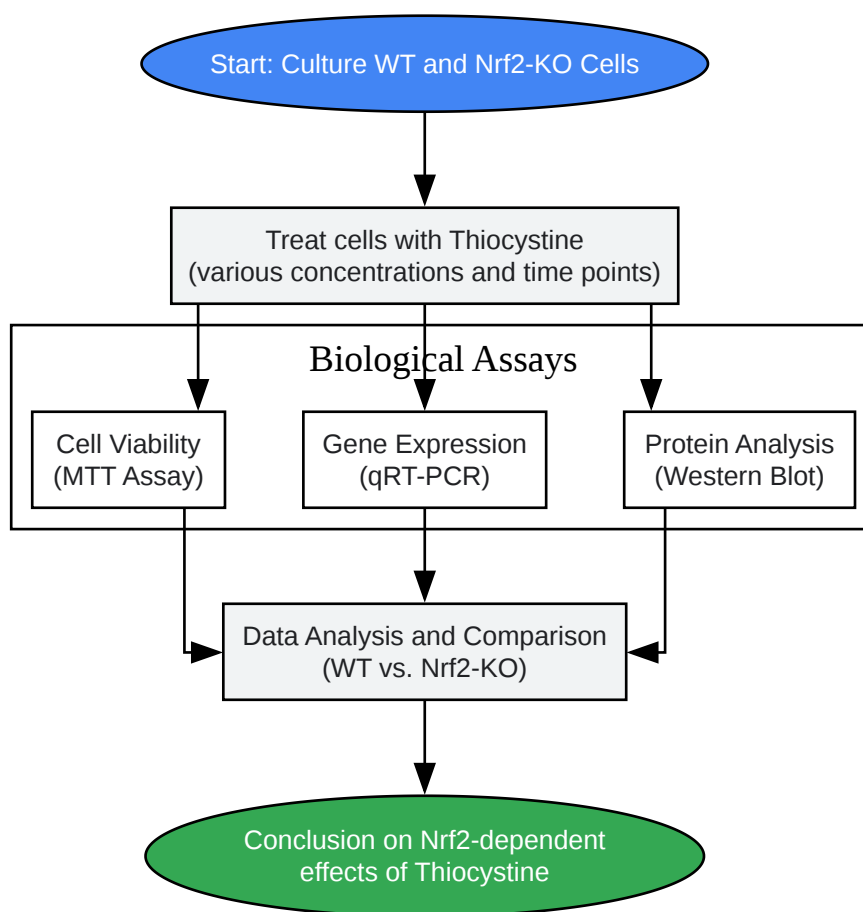 Start: Culture WT and Nrf2-KO Cells
Treat cells with Thiocystine
(various concentrations and time points)
Biological Assays
Cell Viability
(MTT Assay)
Gene Expression
(qRT-PCR)
Protein Analysis
(Western Blot)
Data Analysis and Comparison
(WT vs. Nrf2-KO)
Conclusion on Nrf2-dependent
effects of Thiocystine